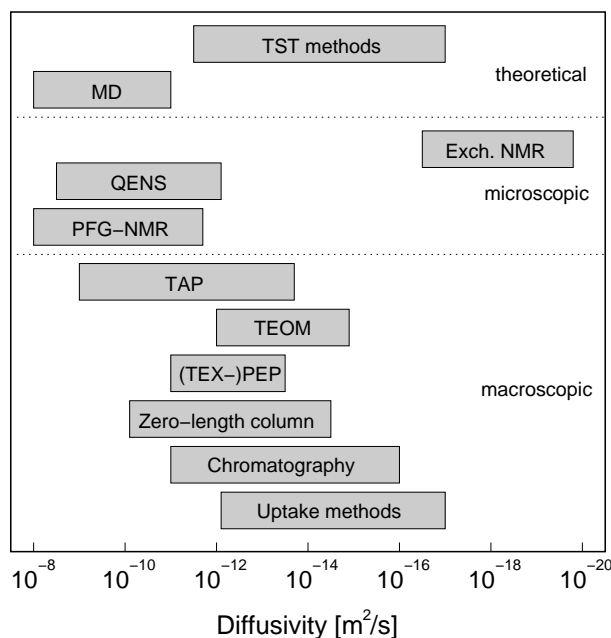 TST methods
theoretical
MD
Exch. NMR
QENS
microscopic
PFG−NMR
TAP
TEOM
(TEX−)PEP
macroscopic
Zero−length column
Chromatography
Uptake methods
10⁻⁸ 10⁻¹⁰ 10⁻¹² 10⁻¹⁴ 10⁻¹⁶ 10⁻¹⁸ 10⁻²⁰
Diffusivity [m²/s]